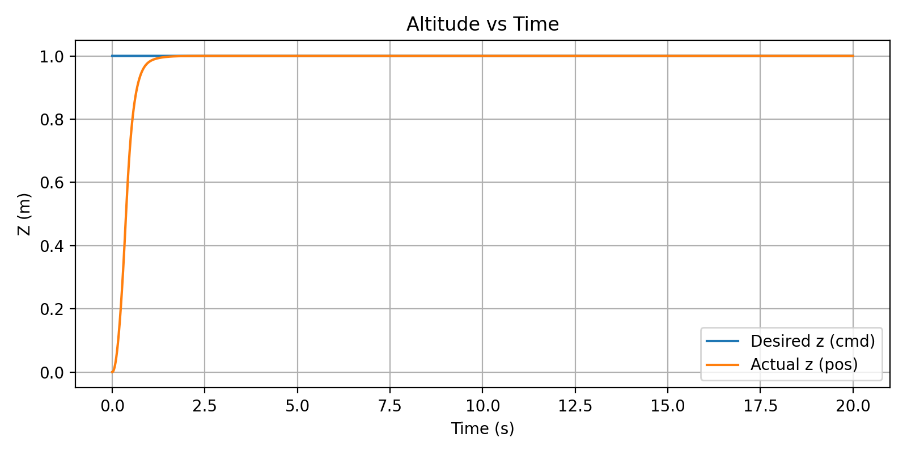 Altitude vs Time
Z (m)
1.0
0.8
0.6
0.4
0.2
0.0
Desired z (cmd)
Actual z (pos)
0.0 2.5 5.0 7.5 10.0 12.5 15.0 17.5 20.0
Time (s)